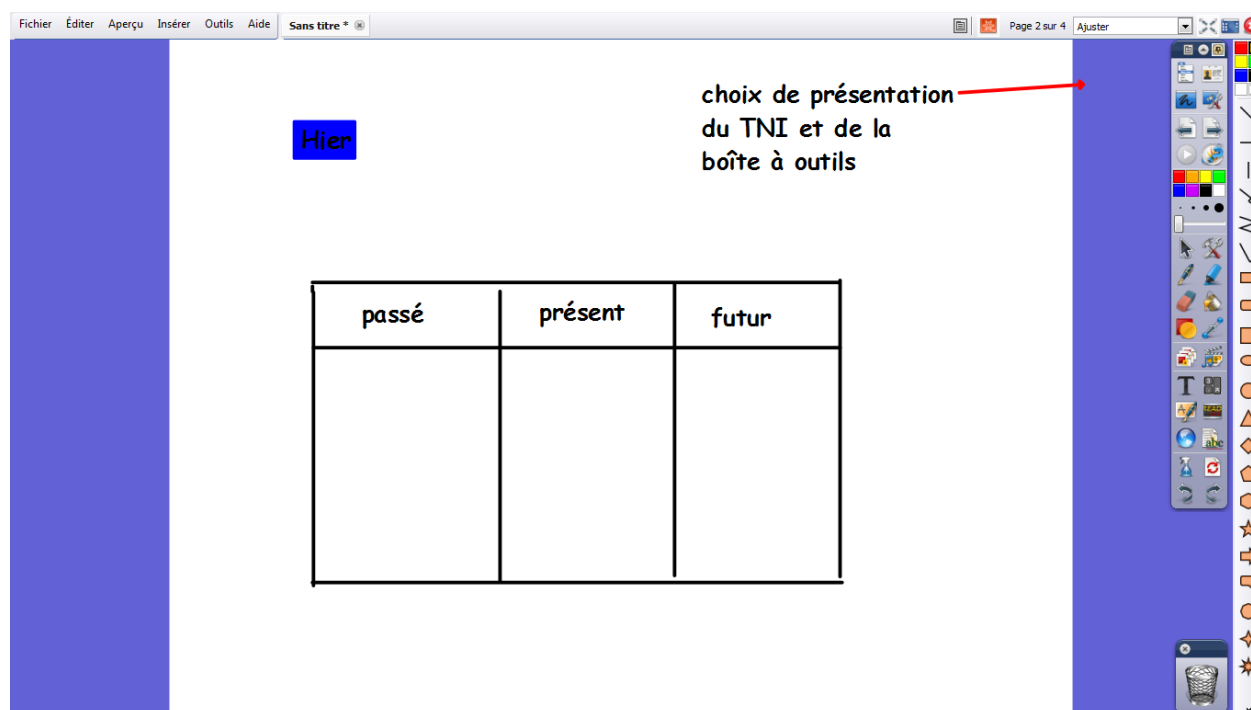 Fichier Éditer Aperçu Insérer Outils Aide Sans titre * Page 2 sur 4 Ajuster
choix de présentation
du TNI et de la
boîte à outils
Hier
passé présent futur